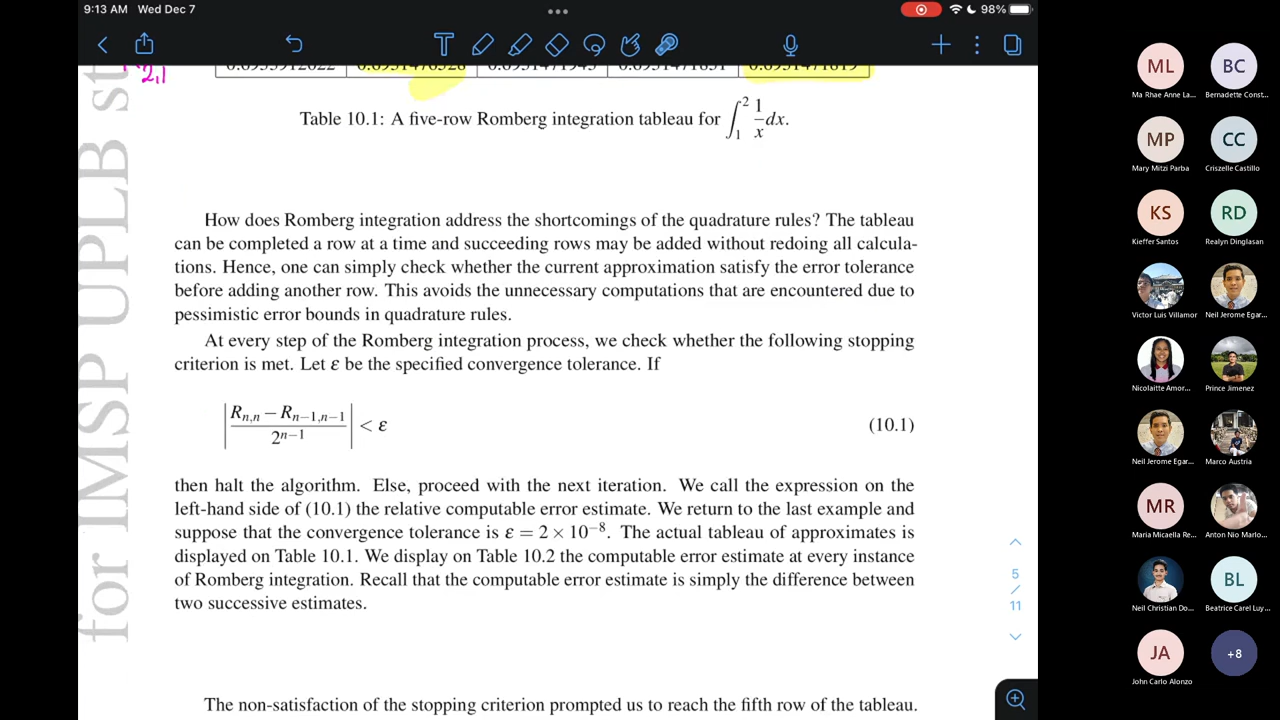 9:13 AM Wed Dec 7
98%
2,1
0.6931471819
Table 10.1: A five-row Romberg integration tableau for ∫₁² 1/x dx.
How does Romberg integration address the shortcomings of the quadrature rules? The tableau
can be completed a row at a time and succeeding rows may be added without redoing all calcula-
tions. Hence, one can simply check whether the current approximation satisfy the error tolerance
before adding another row. This avoids the unnecessary computations that are encountered due to
pessimistic error bounds in quadrature rules.
At every step of the Romberg integration process, we check whether the following stopping
criterion is met. Let ε be the specified convergence tolerance. If
|(Rn,n − Rn−1,n−1) / 2^(n−1)| < ε (10.1)
then halt the algorithm. Else, proceed with the next iteration. We call the expression on the
left-hand side of (10.1) the relative computable error estimate. We return to the last example and
suppose that the convergence tolerance is ε = 2 × 10⁻⁸. The actual tableau of approximates is
displayed on Table 10.1. We display on Table 10.2 the computable error estimate at every instance
of Romberg integration. Recall that the computable error estimate is simply the difference between
two successive estimates.
The non-satisfaction of the stopping criterion prompted us to reach the fifth row of the tableau.
for IMSP UPLB st
5
/
11
ML
BC
Ma Rhae Anne La...
Bernadette Const...
MP
CC
Mary Mitzi Parba
Criszelle Castillo
KS
RD
Kieffer Santos
Realyn Dinglasan
Victor Luis Villamor
Neil Jerome Egar...
Nicolaitte Amor...
Prince Jimenez
Neil Jerome Egar...
Marco Austria
MR
Maria Micaella Re...
Anton Nio Marlo...
BL
Neil Christian Do...
Beatrice Carel Luy...
JA
+8
John Carlo Alonzo